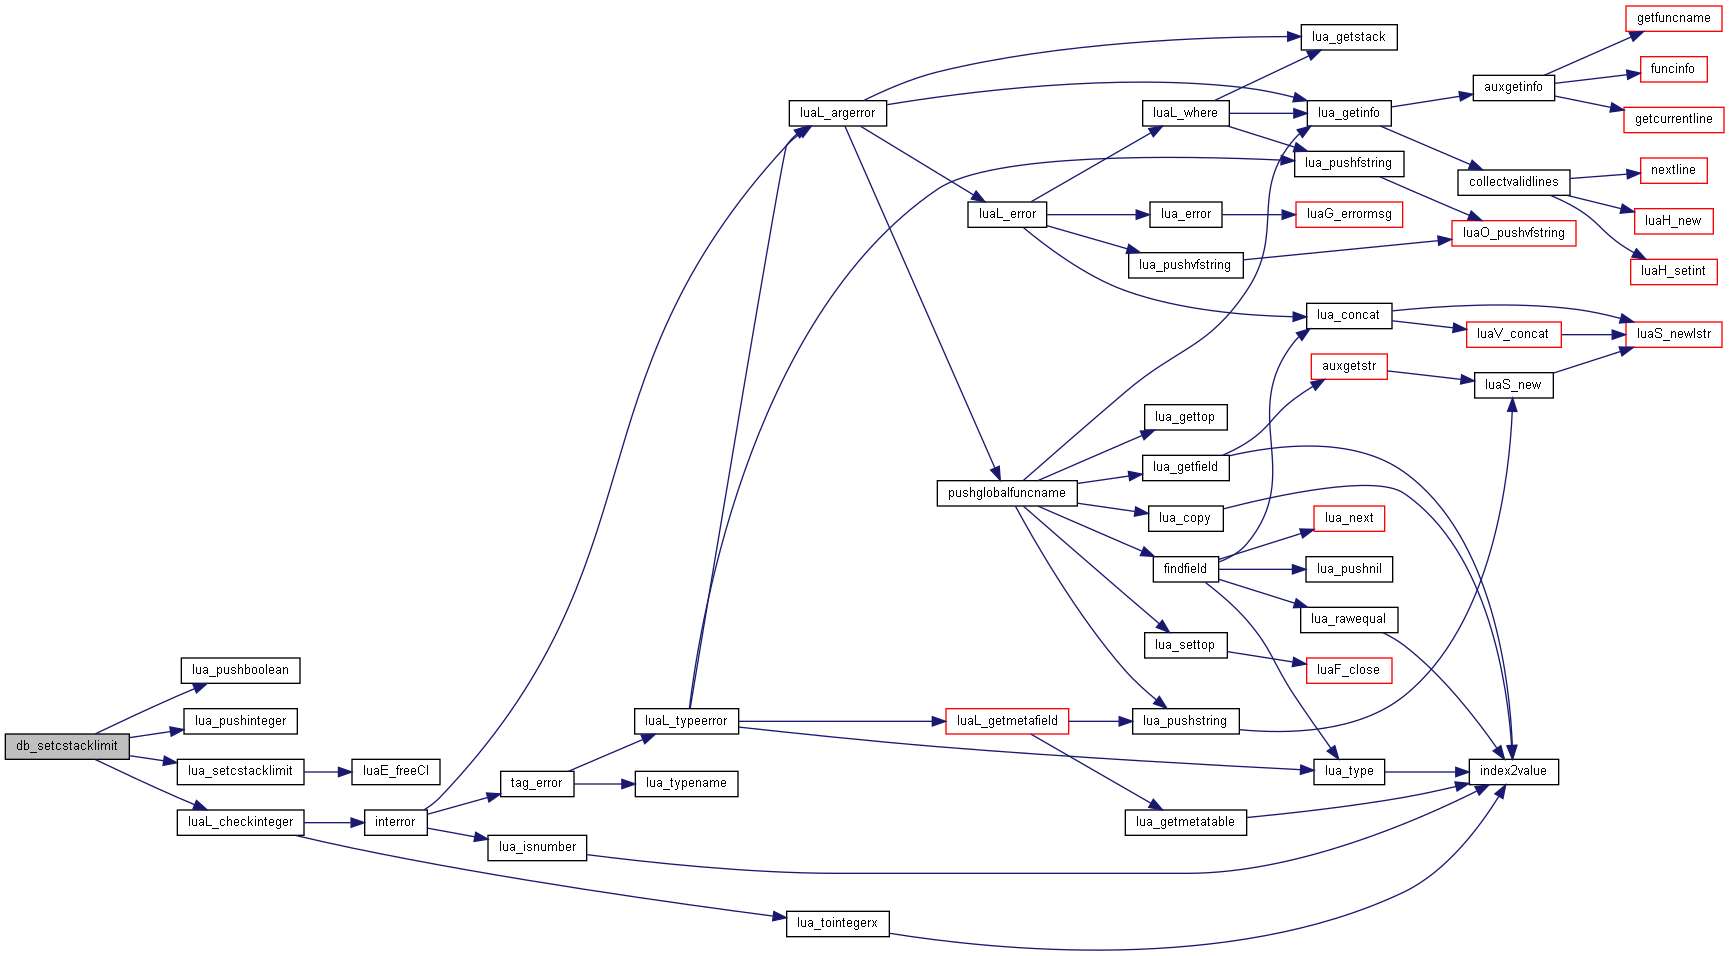 getfuncname
lua_getstack
funcinfo
auxgetinfo
luaL_argerror
luaL_where
lua_getinfo
getcurrentline
lua_pushfstring
nextline
collectvalidlines
luaL_error
lua_error
luaG_errormsg
luaH_new
luaO_pushvfstring
lua_pushvfstring
luaH_setint
lua_concat
luaV_concat
luaS_newlstr
auxgetstr
luaS_new
lua_gettop
lua_getfield
pushglobalfuncname
lua_copy
lua_next
findfield
lua_pushnil
lua_rawequal
lua_settop
lua_pushboolean
luaF_close
lua_pushinteger
luaL_typeerror
luaL_getmetafield
lua_pushstring
db_setcstacklimit
lua_setcstacklimit
luaE_freeCI
lua_type
index2value
tag_error
lua_typename
luaL_checkinteger
interror
lua_getmetatable
lua_isnumber
lua_tointegerx